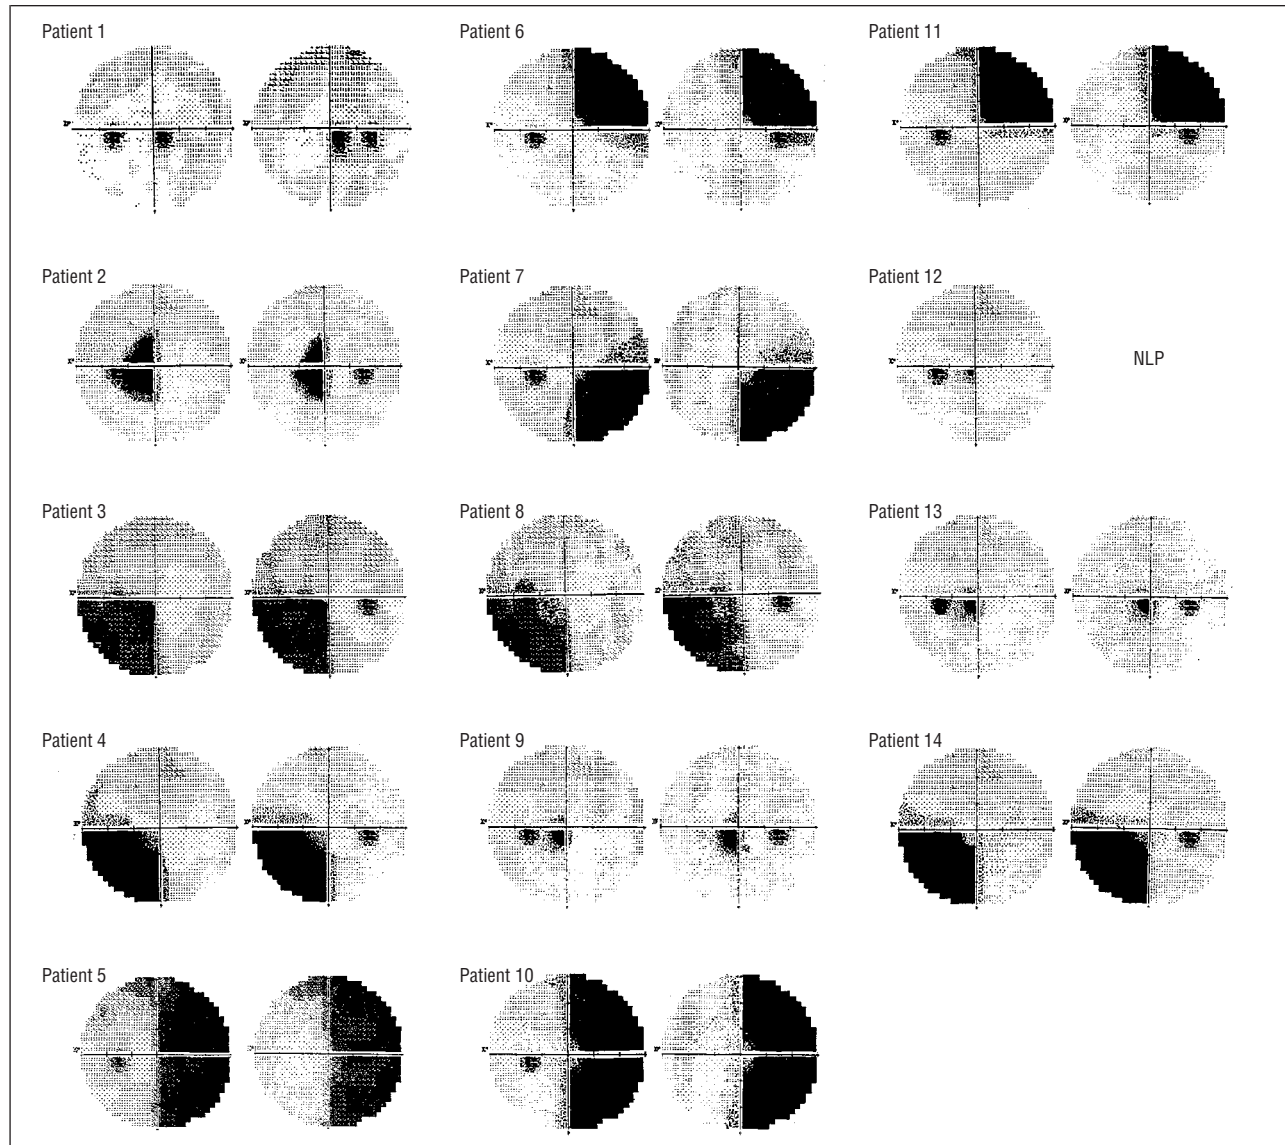 Patient 1
Patient 6
Patient 11
Patient 2
Patient 7
Patient 12
NLP
Patient 3
Patient 8
Patient 13
Patient 4
Patient 9
Patient 14
Patient 5
Patient 10